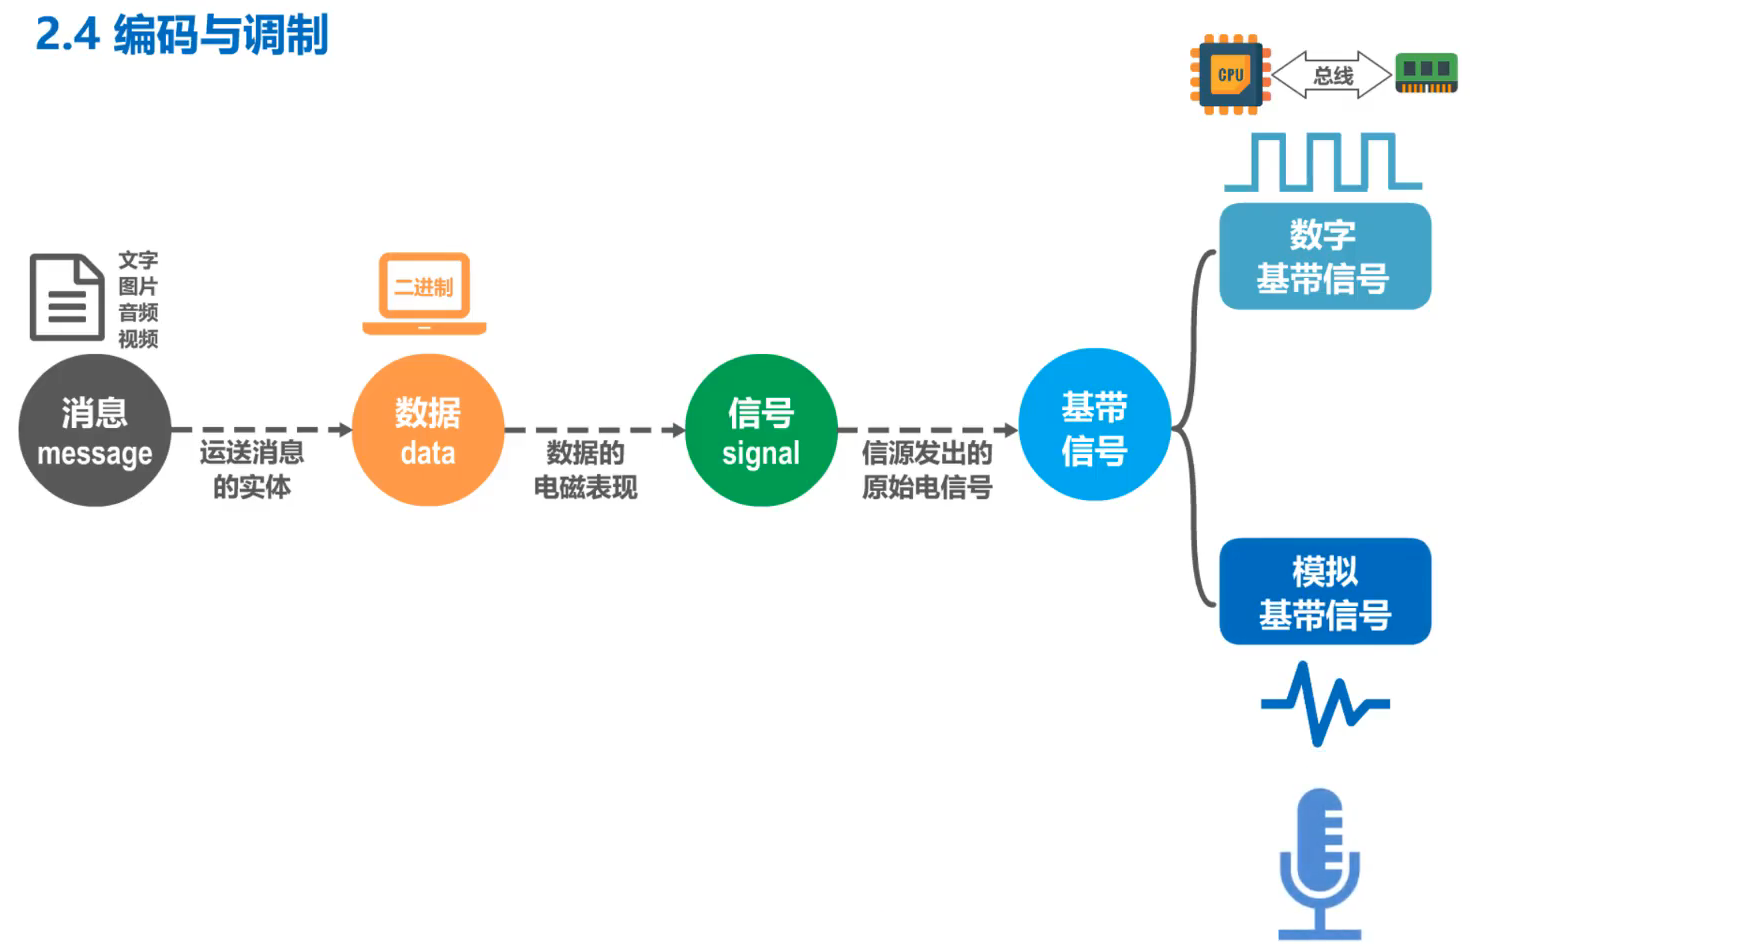 2.4 编码与调制
CPU
总线
数字
基带信号
文字
图片
音频
视频
二进制
消息
message
运送消息
的实体
数据
data
数据的
电磁表现
信号
signal
信源发出的
原始电信号
基带
信号
模拟
基带信号